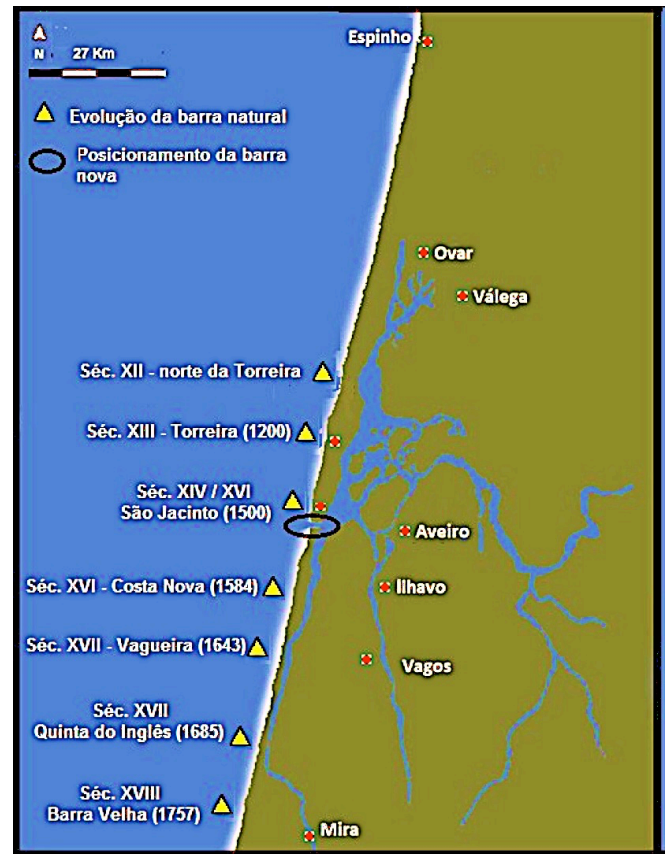 Espinho
N 27 Km
Evolução da barra natural
Posicionamento da barra
nova
Ovar
Válega
Séc. XII - norte da Torreira
Séc. XIII - Torreira (1200)
Séc. XIV / XVI
São Jacinto (1500)
Aveiro
Séc. XVI - Costa Nova (1584)
Ilhavo
Séc. XVII - Vagueira (1643)
Vagos
Séc. XVII
Quinta do Inglês (1685)
Séc. XVIII
Barra Velha (1757)
Mira